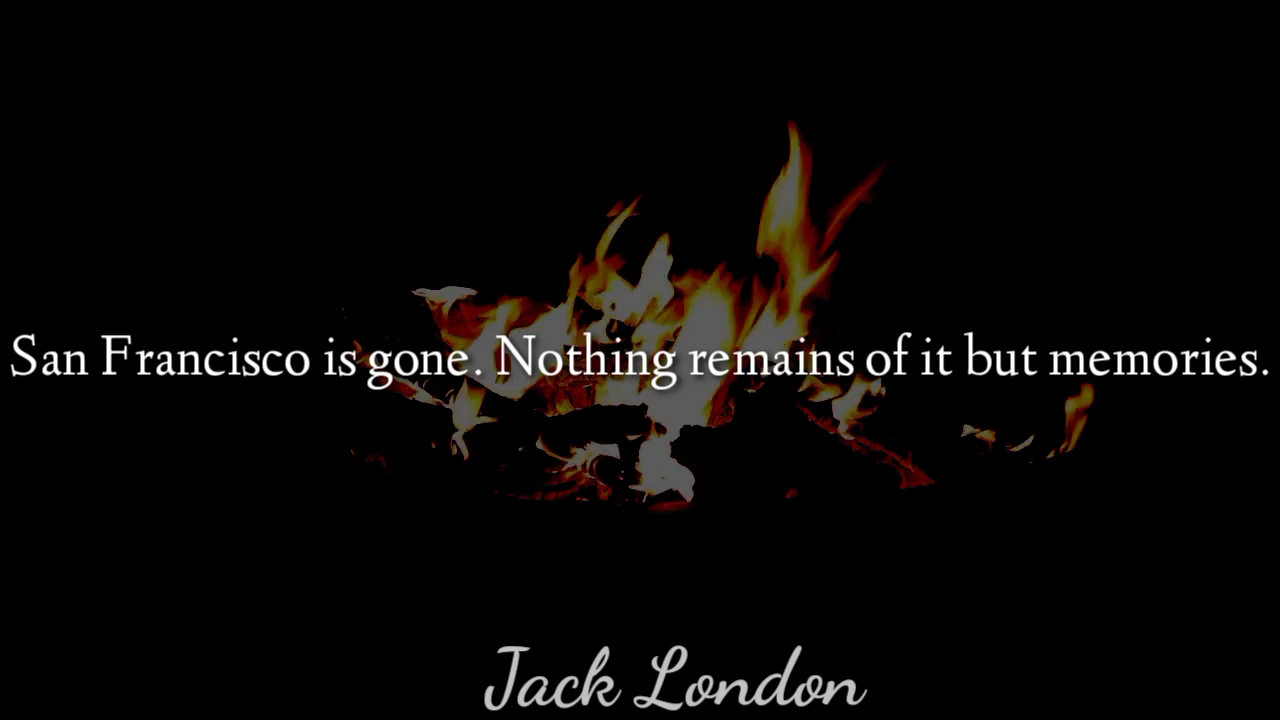 San Francisco is gone. Nothing remains of it but memories.
Jack London